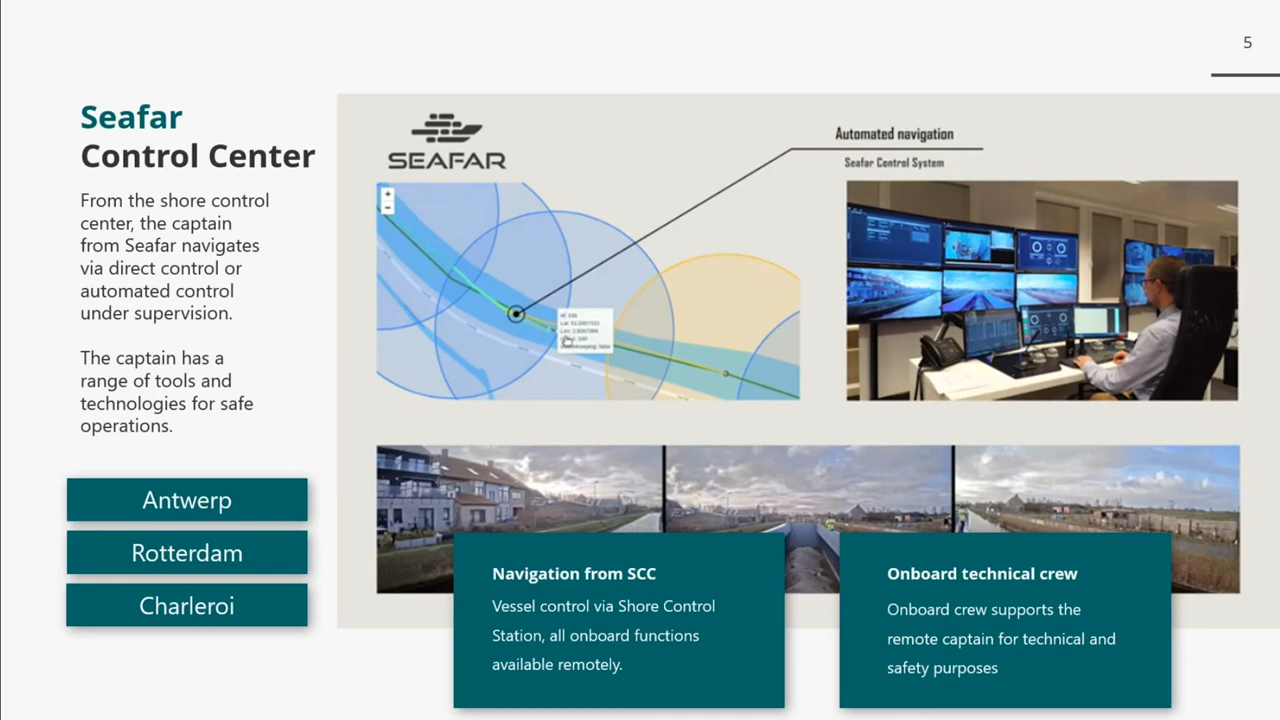 5
Seafar
Control Center
From the shore control
center, the captain
from Seafar navigates
via direct control or
automated control
under supervision.
The captain has a
range of tools and
technologies for safe
operations.
Antwerp
Rotterdam
Charleroi
SEAFAR
Automated navigation
Seafar Control System
+
−
Navigation from SCC
Vessel control via Shore Control
Station, all onboard functions
available remotely.
Onboard technical crew
Onboard crew supports the
remote captain for technical and
safety purposes